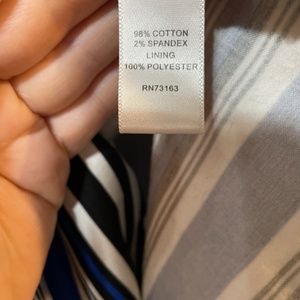 98% COTTON
2% SPANDEX
LINING
100% POLYESTER
RN73163